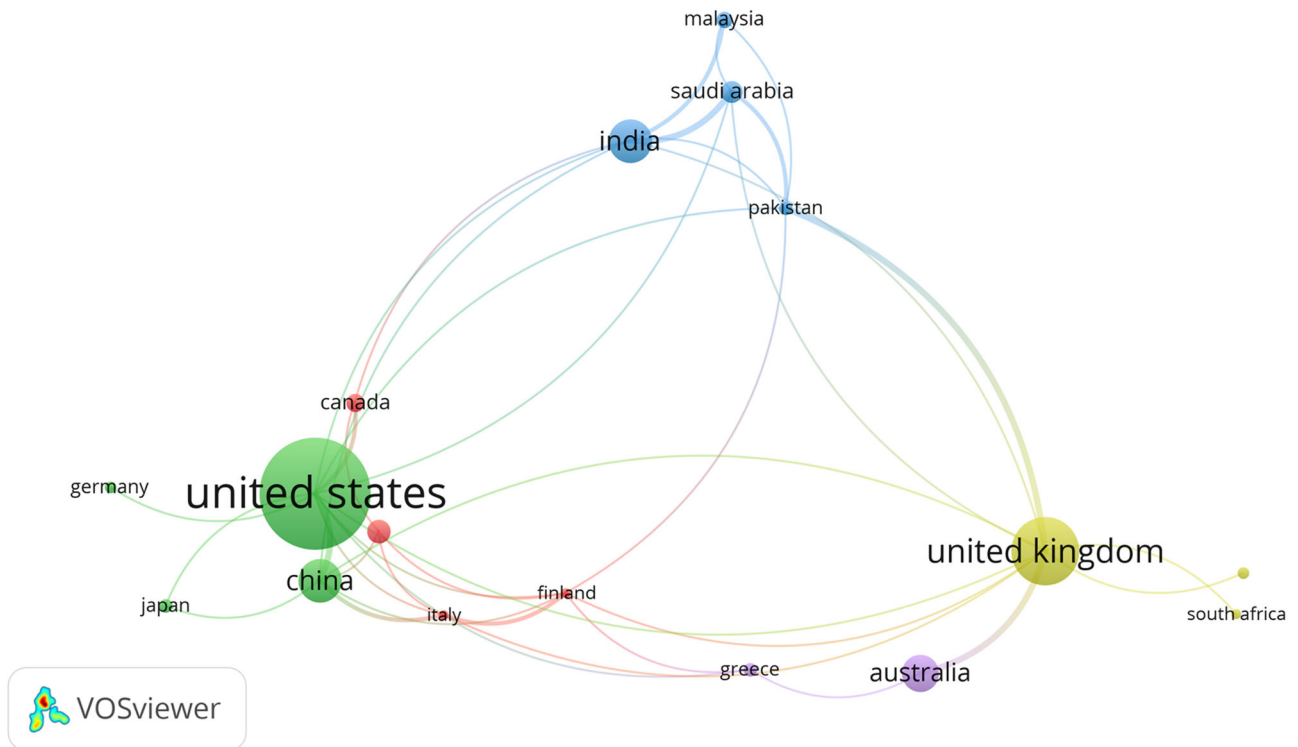 malaysia
saudi arabia
india
pakistan
canada
germany
united states
united kingdom
china
japan
italy
finland
south africa
greece
australia
VOSviewer